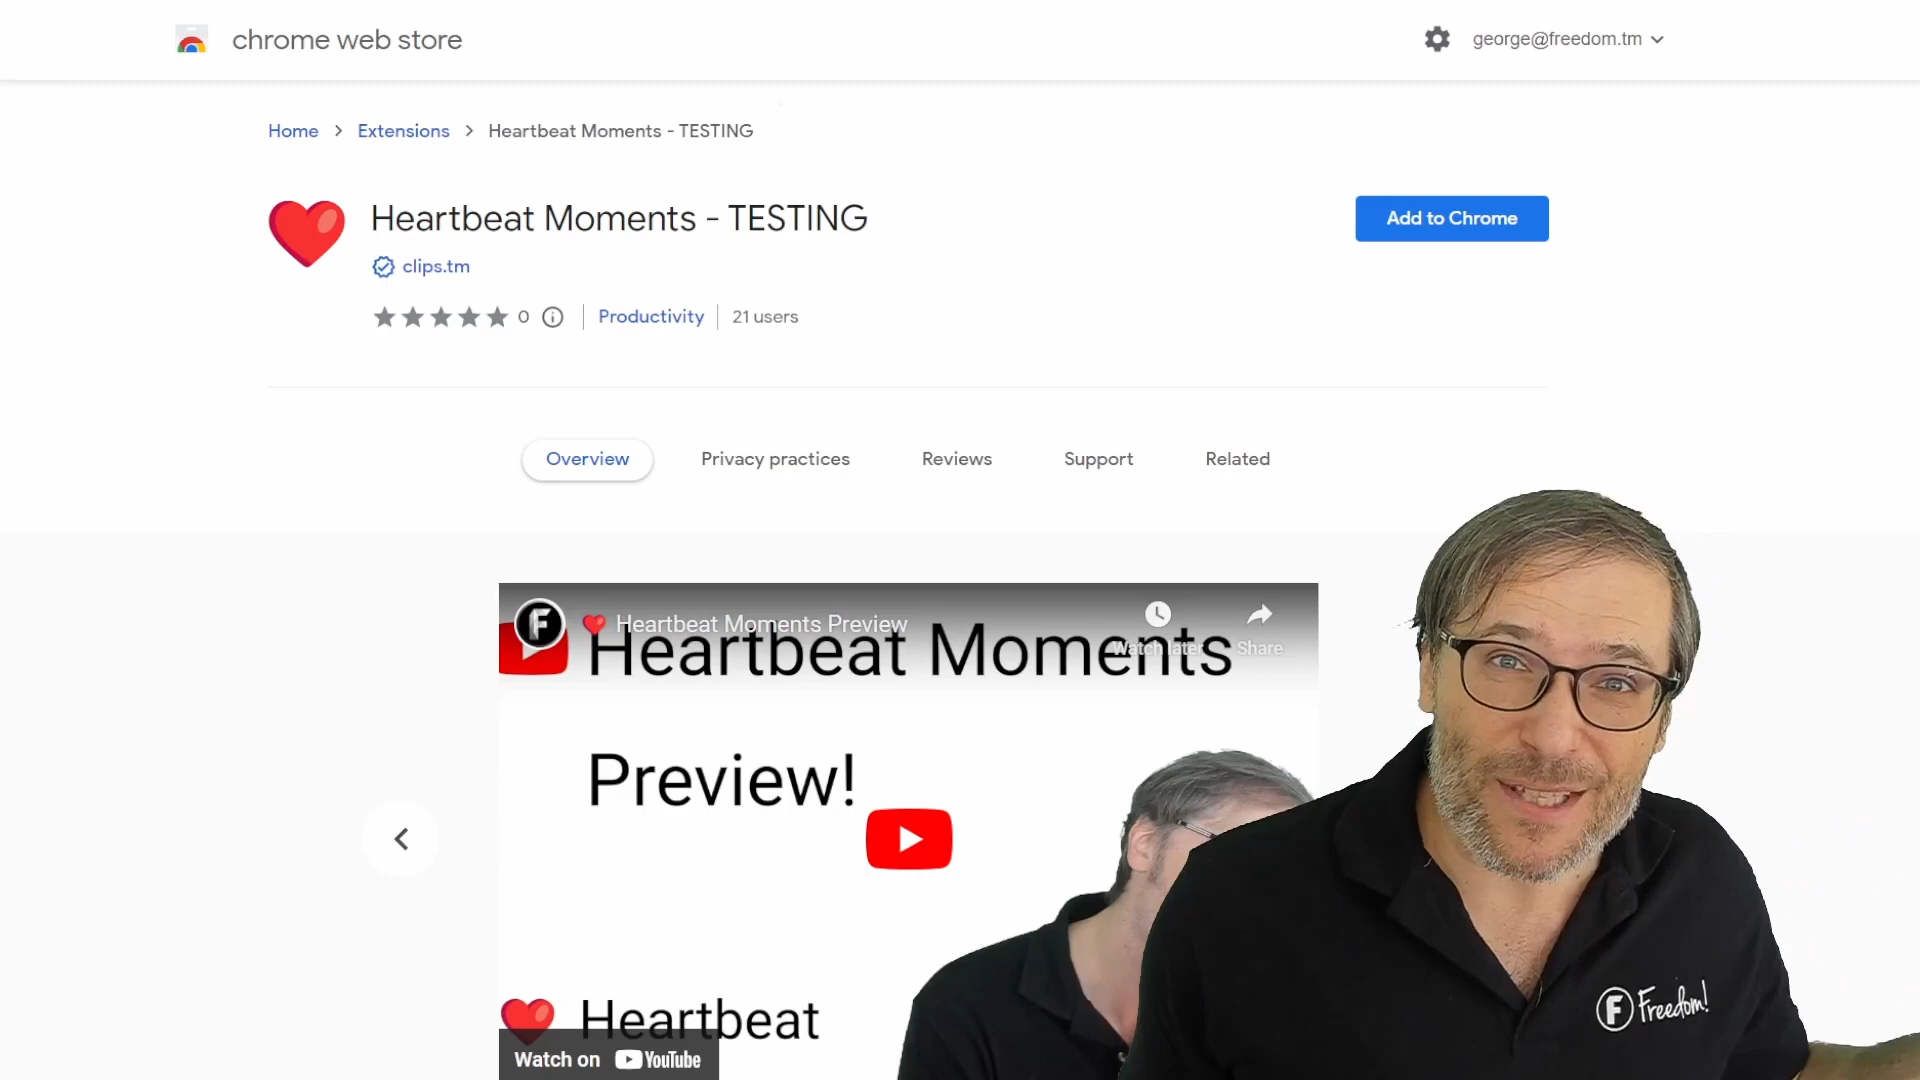 chrome web store
george@freedom.tm
Home
Extensions
Heartbeat Moments - TESTING
Heartbeat Moments - TESTING
Add to Chrome
clips.tm
0
Productivity
21 users
Overview
Privacy practices
Reviews
Support
Related
F
Heartbeat Moments Preview
Watch later
Share
Heartbeat Moments
Preview!
Heartbeat
Watch on YouTube
F Freedom!